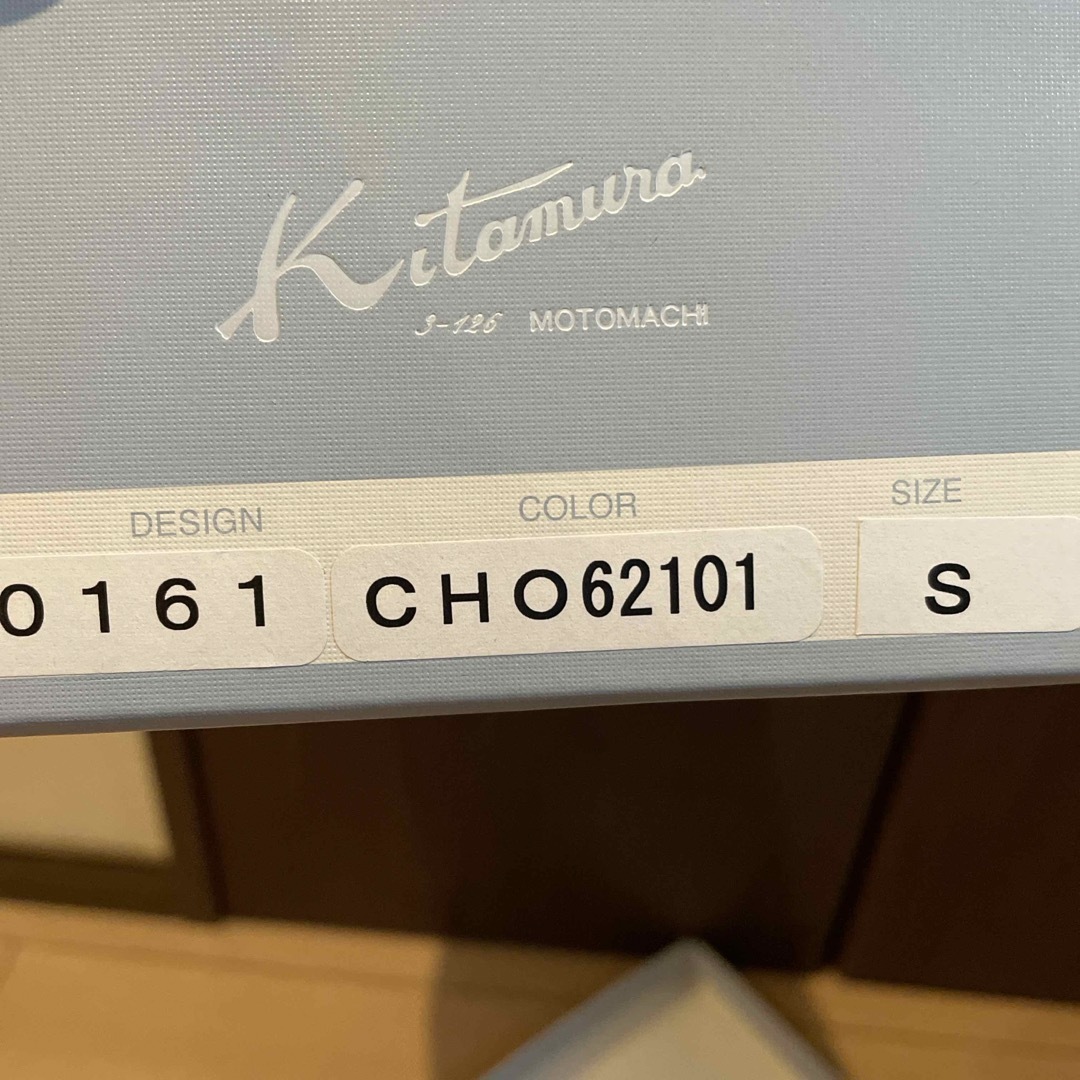 Kitamura.
3-126 MOTOMACHI
DESIGN COLOR SIZE
0161 CHO62101 S